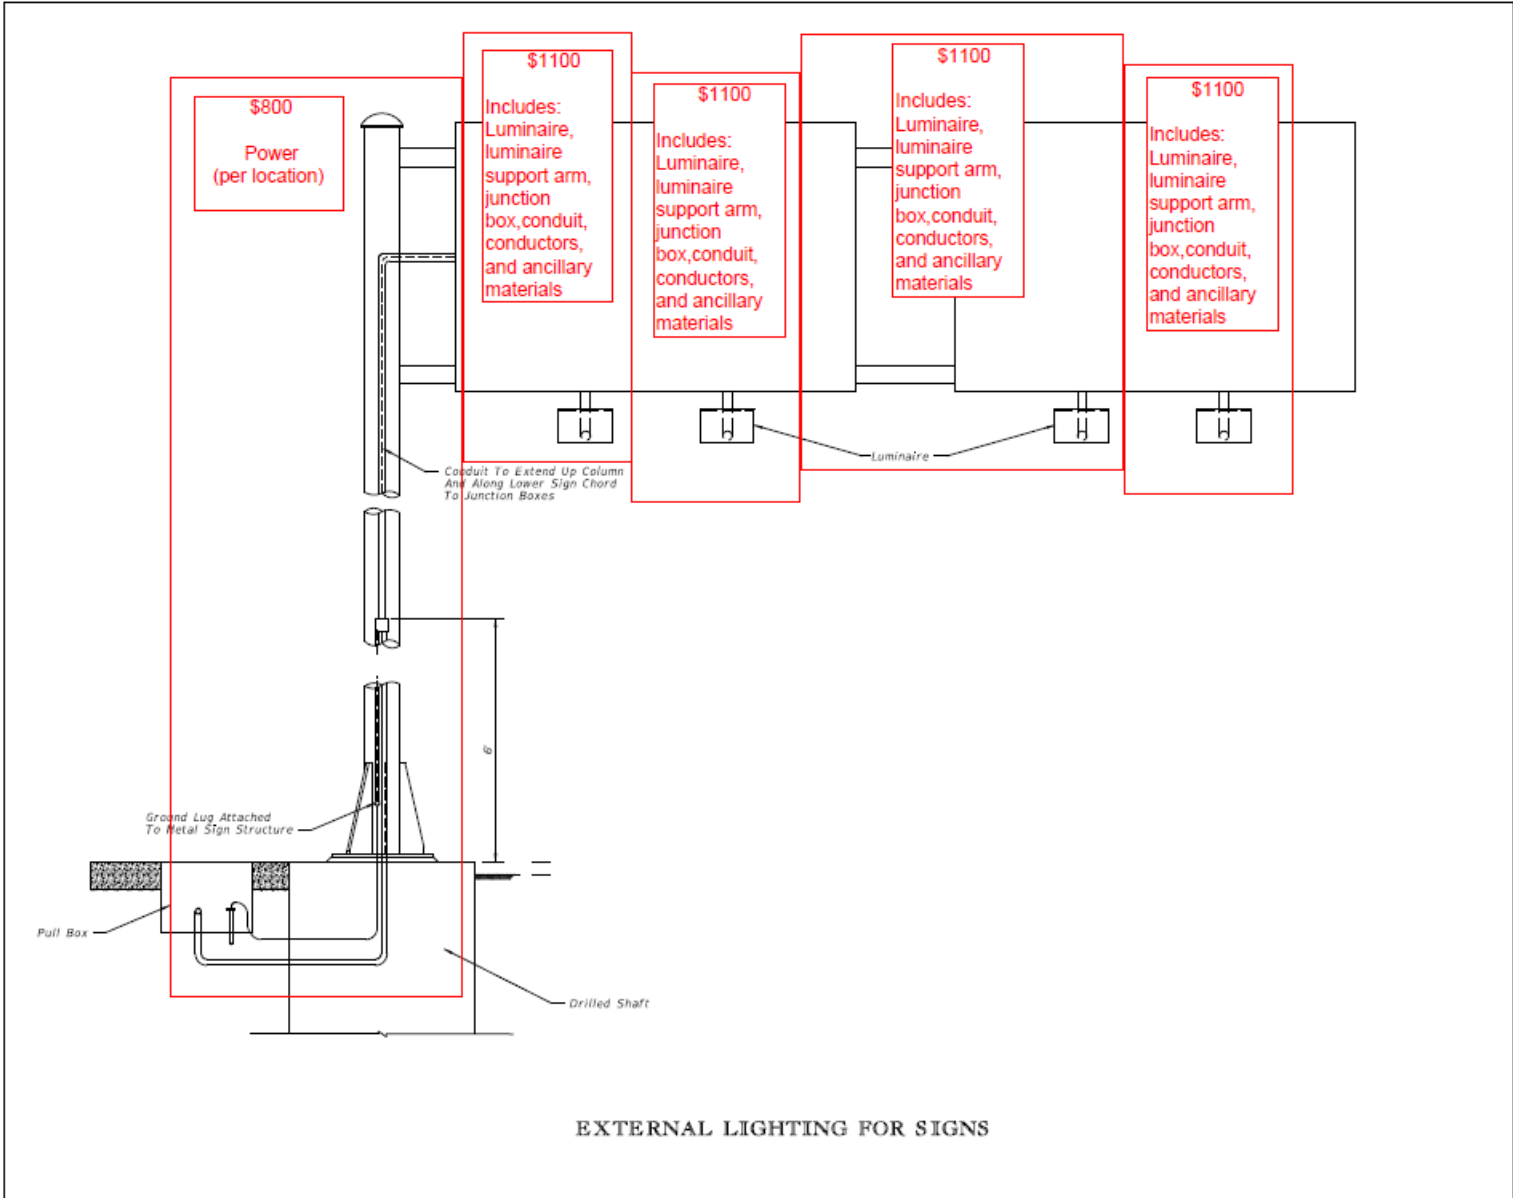 $800
Power
(per location)
$1100
Includes:
Luminaire,
luminaire
support arm,
junction
box,conduit,
conductors,
and ancillary
materials
$1100
Includes:
Luminaire,
luminaire
support arm,
junction
box,conduit,
conductors,
and ancillary
materials
$1100
Includes:
Luminaire,
luminaire
support arm,
junction
box,conduit,
conductors,
and ancillary
materials
$1100
Includes:
Luminaire,
luminaire
support arm,
junction
box,conduit,
conductors,
and ancillary
materials
Luminaire
Conduit To Extend Up Column
And Along Lower Sign Chord
To Junction Boxes
6'
Ground Lug Attached
To Metal Sign Structure
Pull Box
Drilled Shaft
EXTERNAL LIGHTING FOR SIGNS